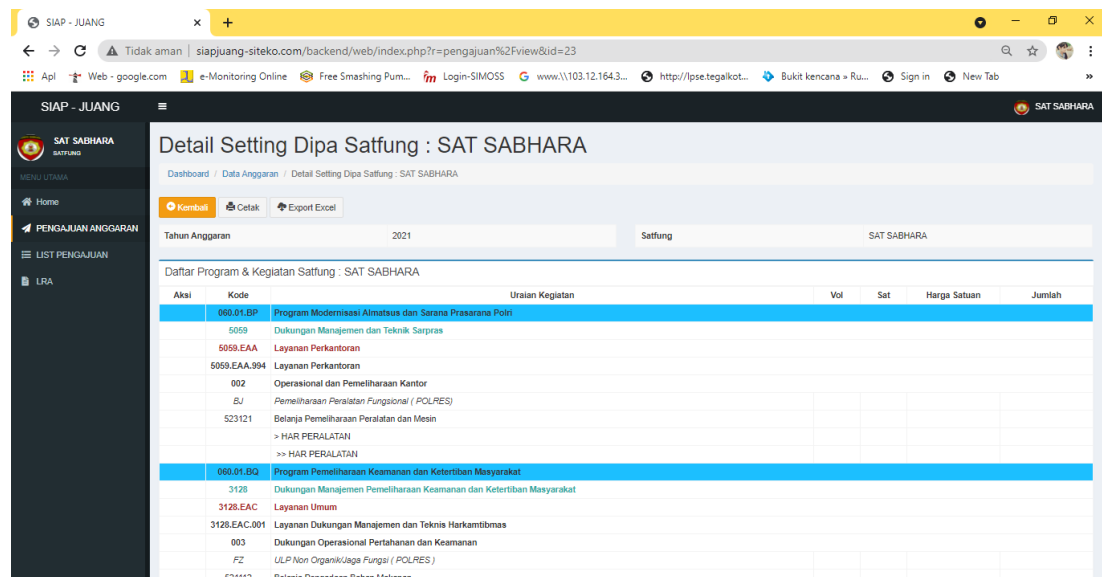 SIAP - JUANG
Tidak aman | siapjuang-siteko.com/backend/web/index.php?r=pengajuan%2Fview&id=23
Apl Web - google.com e-Monitoring Online Free Smashing Pum... Login-SIMOSS www.\\103.12.164.3... http://lpse.tegalkot... Bukit kencana » Ru... Sign in New Tab »
SIAP - JUANG SAT SABHARA
SAT SABHARA
SATFUNG
MENU UTAMA
Home
PENGAJUAN ANGGARAN
LIST PENGAJUAN
LRA
Detail Setting Dipa Satfung : SAT SABHARA
Dashboard / Data Anggaran / Detail Setting Dipa Satfung : SAT SABHARA
Kembali Cetak Export Excel
Tahun Anggaran 2021 Satfung SAT SABHARA
Daftar Program & Kegiatan Satfung : SAT SABHARA
Aksi Kode Uraian Kegiatan Vol Sat Harga Satuan Jumlah
060.01.BP Program Modernisasi Almatsus dan Sarana Prasarana Polri
5059 Dukungan Manajemen dan Teknik Sarpras
5059.EAA Layanan Perkantoran
5059.EAA.994 Layanan Perkantoran
002 Operasional dan Pemeliharaan Kantor
BJ Pemeliharaan Peralatan Fungsional ( POLRES)
523121 Belanja Pemeliharaan Peralatan dan Mesin
> HAR PERALATAN
>> HAR PERALATAN
060.01.BQ Program Pemeliharaan Keamanan dan Ketertiban Masyarakat
3128 Dukungan Manajemen Pemeliharaan Keamanan dan Ketertiban Masyarakat
3128.EAC Layanan Umum
3128.EAC.001 Layanan Dukungan Manajemen dan Teknis Harkamtibmas
003 Dukungan Operasional Pertahanan dan Keamanan
FZ ULP Non Organik/Jaga Fungsi ( POLRES )